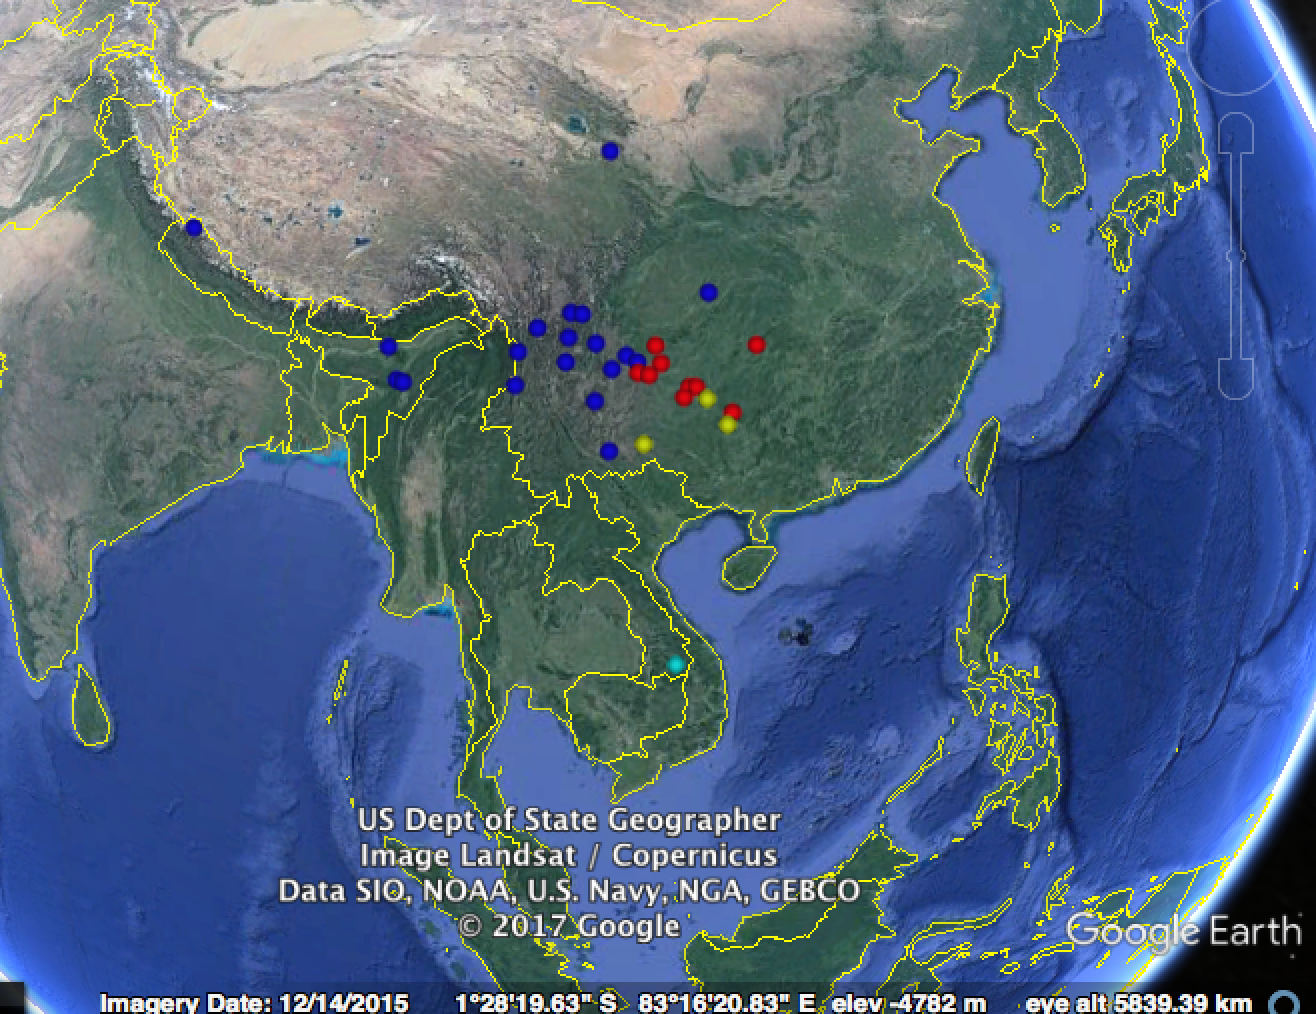 US Dept of State Geographer
Image Landsat / Copernicus
Data SIO, NOAA, U.S. Navy, NGA, GEBCO
© 2017 Google
Google Earth
Imagery Date: 12/14/2015 1°28'19.63" S 83°16'20.83" E elev -4782 m eye alt 5839.39 km